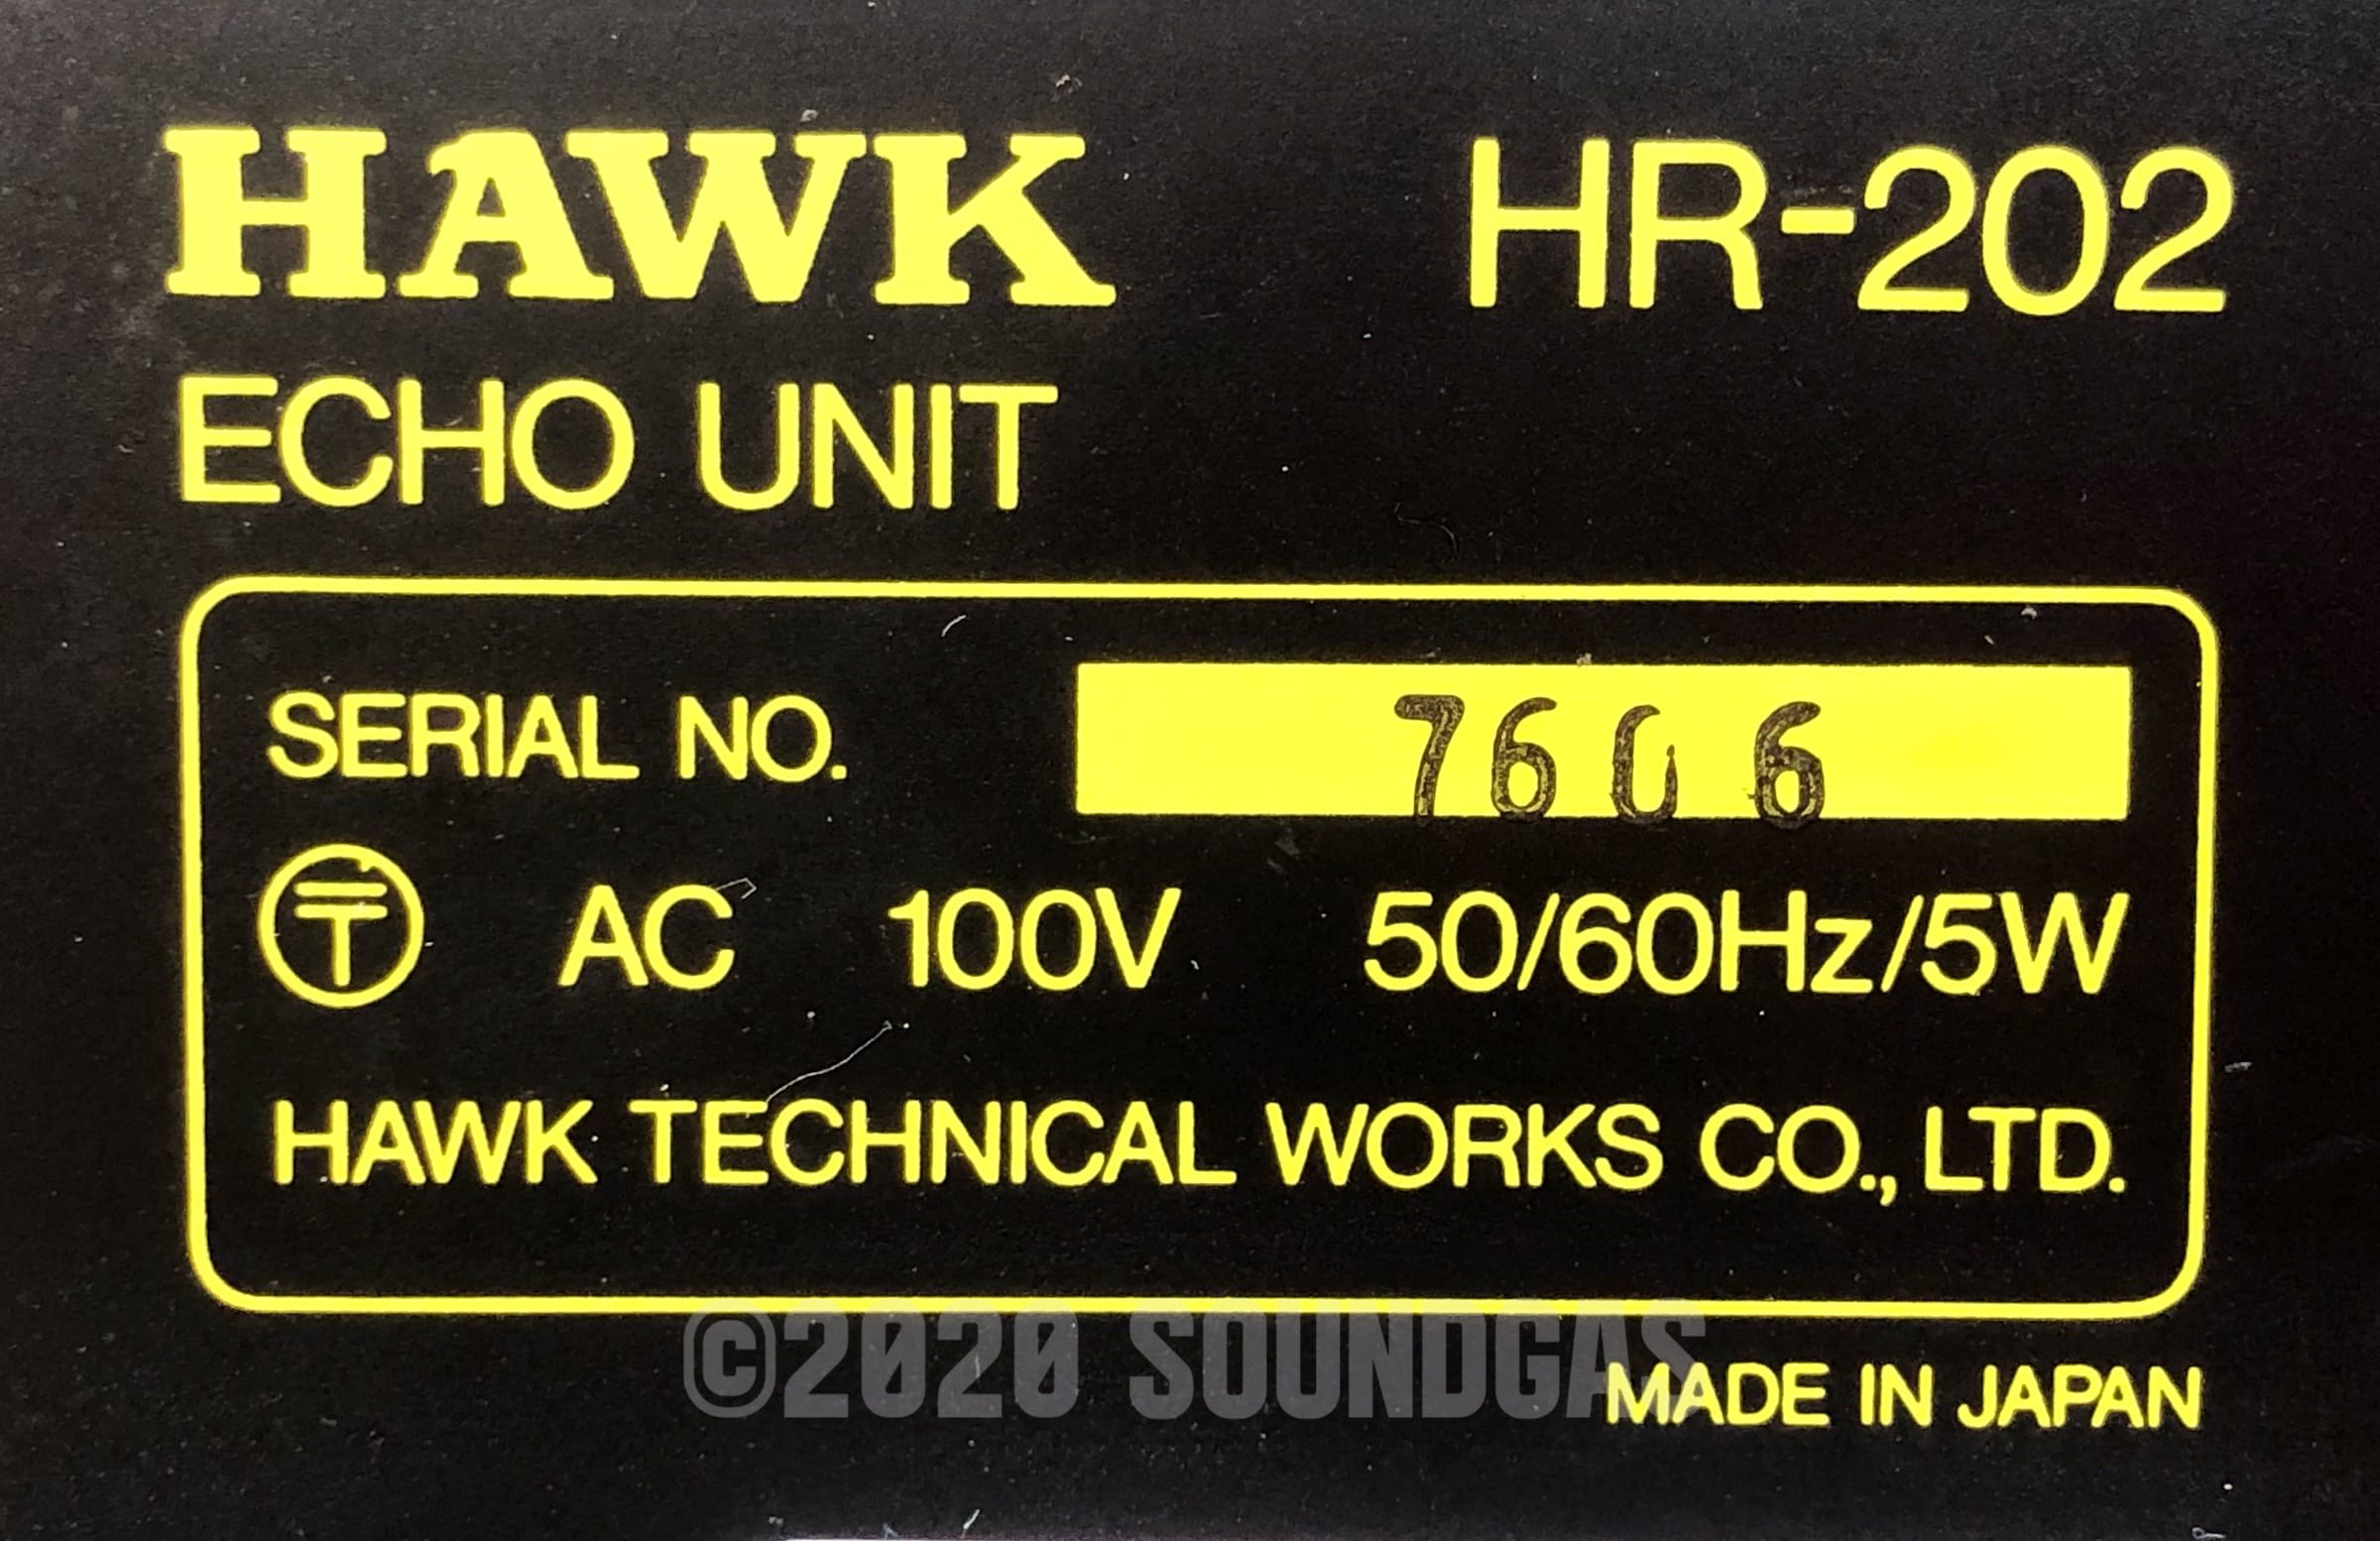 HAWK HR-202
ECHO UNIT
SERIAL NO. 7606
〒 AC 100V 50/60Hz/5W
HAWK TECHNICAL WORKS CO., LTD.
©2020 SOUNDGAS
MADE IN JAPAN